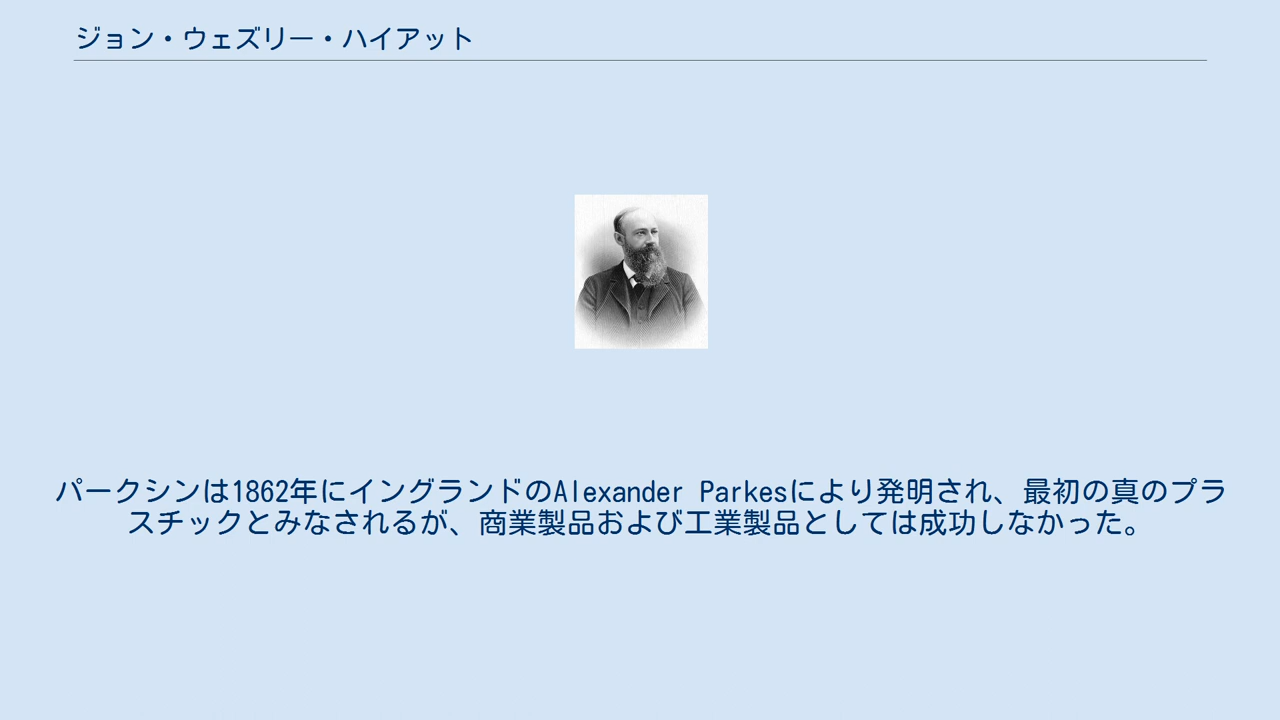 ジョン・ウェズリー・ハイアット
パークシンは1862年にイングランドのAlexander Parkesにより発明され、最初の真のプラ
スチックとみなされるが、商業製品および工業製品としては成功しなかった。